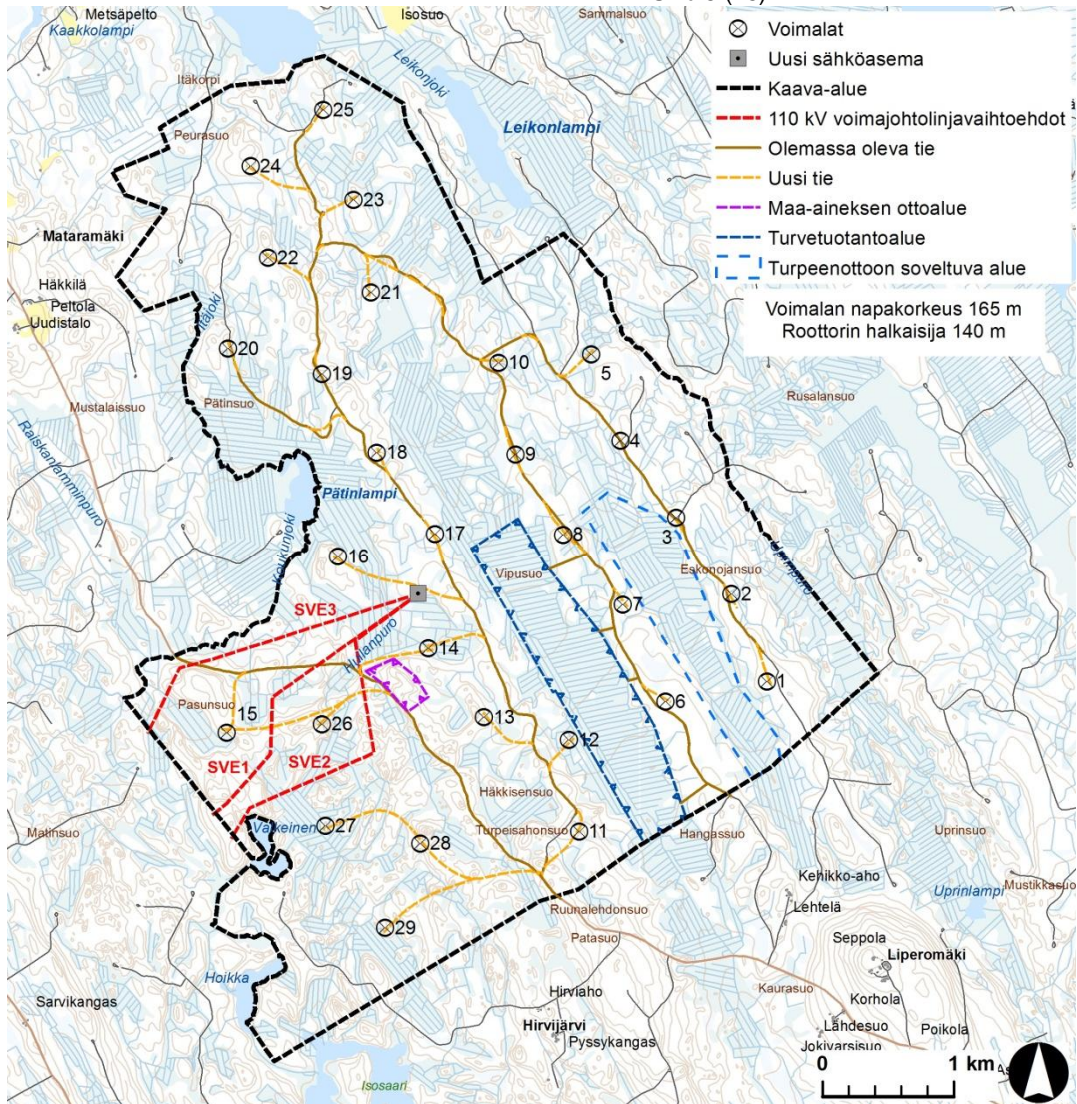 Metsäpelto
Kaakkolampi
Isosuo
Sammalsuo
Leikonjoki
Itäkorpi
Peurasuo
Leikonlampi
Voimalat
Uusi sähköasema
Kaava-alue
110 kV voimajohtolinjavaihtoehdot
Olemassa oleva tie
Uusi tie
Maa-aineksen ottoalue
Turvetuotantoalue
Turpeenottoon soveltuva alue
Voimalan napakorkeus 165 m
Roottorin halkaisija 140 m
25
24
23
22
21
20
19
18
17
16
10
5
9
4
8
3
7
2
6
1
14
13
12
11
15
26
27
28
29
Mataramäki
Häkkilä
Peltola
Uudistalo
Itäjoki
Mustalaissuo
Pätinsuo
Raiskanlamminpuro
Pätinlampi
Koukunjoki
Rusalansuo
Vipusuo
Eskonojansuo
Uprinpuro
SVE3
Hullanpuro
Pasunsuo
SVE1
SVE2
Valkeinen
Matinsuo
Häkkisensuo
Turpeisahonsuo
Hangassuo
Uprinsuo
Kehikko-aho
Lehtelä
Uprinlampi
Mustikkasuo
Ruunalehdonsuo
Patasuo
Seppola
Liperomäki
Kaurasuo
Korhola
Hoikka
Sarvikangas
Hirviaho
Hirvijärvi
Pyssykangas
Lähdesuo
Jokivarsisuo
Poikola
Isosaari
0 1 km